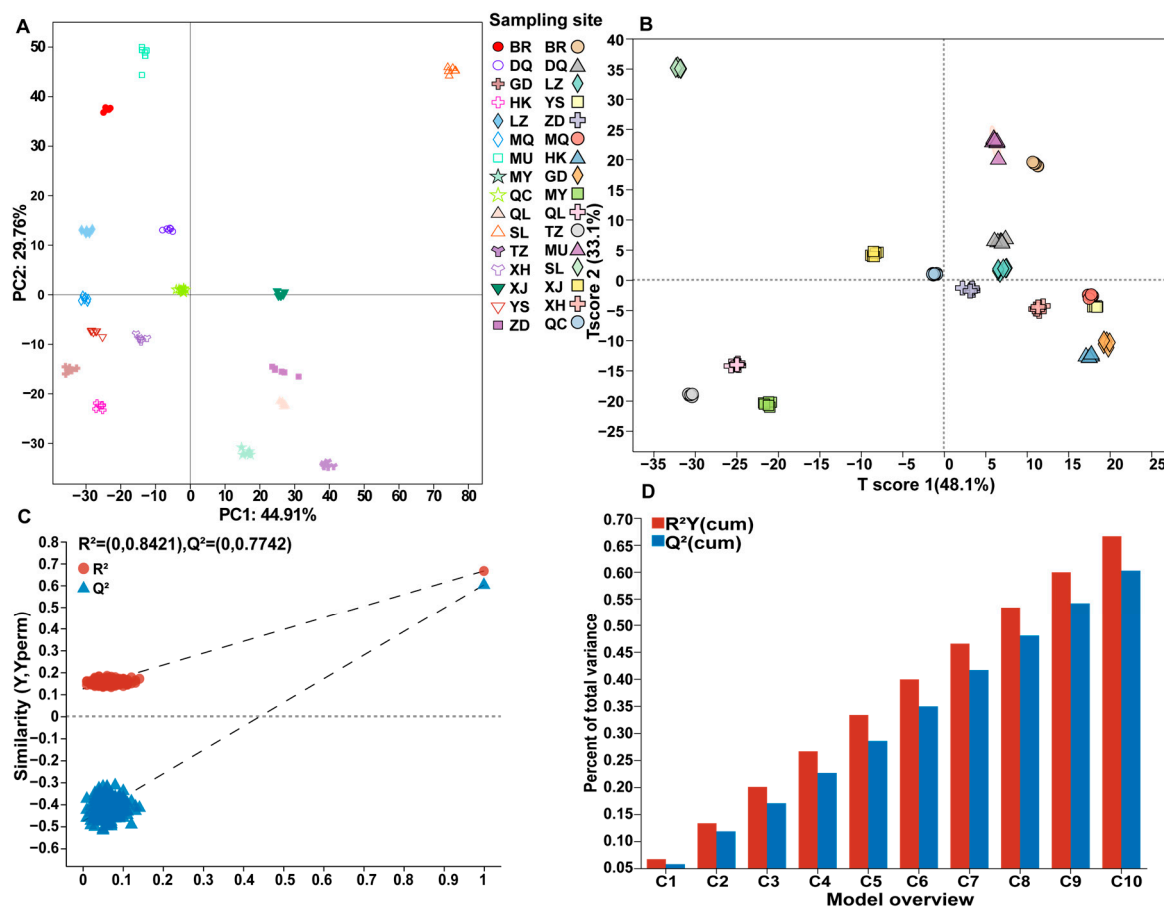 A
PC2: 29.76%
50
40
30
20
10
0
−10
−20
−30
−30 −20 −10 0 10 20 30 40 50 60 70 80
PC1: 44.91%
Sampling site
BR BR
DQ DQ
GD LZ
HK YS
LZ ZD
MQ MQ
MU HK
MY GD
QC MY
QL QL
SL TZ
TZ MU
XH SL
XJ XJ
YS XH
ZD QC
B
Tscore 2 (33.1%)
40
35
30
25
20
15
10
5
0
−5
−10
−15
−20
−25
−35 −30 −25 −20 −15 −10 −5 0 5 10 15 20 25
T score 1(48.1%)
C
R²=(0,0.8421),Q²=(0,0.7742)
R²
Q²
Similarity (Y,Yperm)
0.8
0.7
0.6
0.5
0.4
0.3
0.2
0.1
0
−0.1
−0.2
−0.3
−0.4
−0.5
−0.6
0 0.1 0.2 0.3 0.4 0.5 0.6 0.7 0.8 0.9 1
D
R²Y(cum)
Q²(cum)
Percent of total variance
0.70
0.65
0.60
0.55
0.50
0.45
0.40
0.35
0.30
0.25
0.20
0.15
0.10
0.05
C1 C2 C3 C4 C5 C6 C7 C8 C9 C10
Model overview